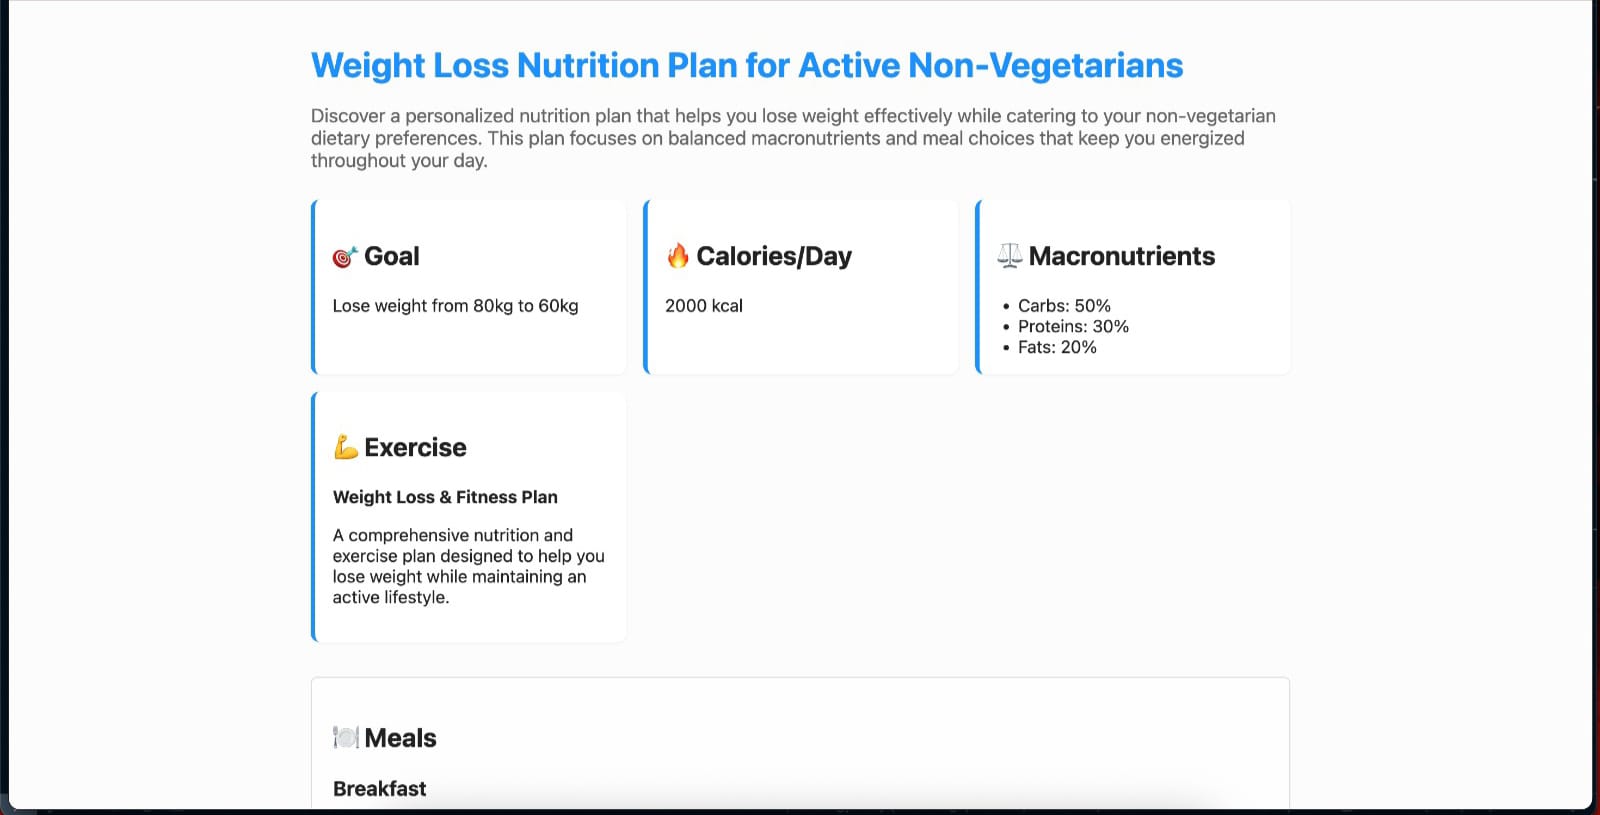 Weight Loss Nutrition Plan for Active Non-Vegetarians
Discover a personalized nutrition plan that helps you lose weight effectively while catering to your non-vegetarian
dietary preferences. This plan focuses on balanced macronutrients and meal choices that keep you energized
throughout your day.
🎯 Goal
Lose weight from 80kg to 60kg
🔥 Calories/Day
2000 kcal
⚖️ Macronutrients
• Carbs: 50%
• Proteins: 30%
• Fats: 20%
💪 Exercise
Weight Loss & Fitness Plan
A comprehensive nutrition and
exercise plan designed to help you
lose weight while maintaining an
active lifestyle.
🍽️ Meals
Breakfast